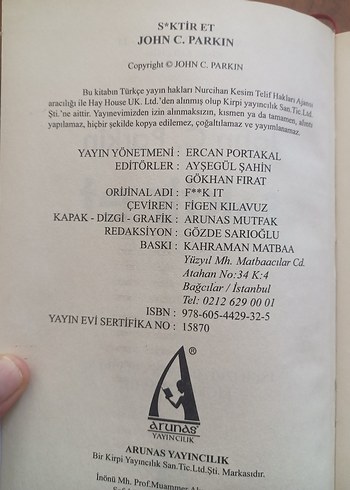 S*KTİR ET
JOHN C. PARKIN
Copyright © JOHN C. PARKIN
Bu kitabın Türkçe yayın hakları Nurcihan Kesim Telif Hakları Ajansı
aracılığı ile Hay House UK. Ltd.'den alınmış olup Kirpi yayıncılık San.Tic.Ltd.
Şti.'ne aittir. Yayınevimizden izin alınmaksızın, kısmen ya da tamamen, alıntı
yapılamaz, hiçbir şekilde kopya edilemez, çoğaltılamaz ve yayımlanamaz.
YAYIN YÖNETMENİ : ERCAN PORTAKAL
EDİTÖRLER : AYŞEGÜL ŞAHİN
GÖKHAN FIRAT
ORİJİNAL ADI : F**K IT
ÇEVİREN : FİGEN KILAVUZ
KAPAK - DİZGİ - GRAFİK : ARUNAS MUTFAK
REDAKSİYON : GÖZDE SARIOĞLU
BASKI : KAHRAMAN MATBAA
Yüzyıl Mh. Matbaacılar Cd.
Atahan No:34 K:4
Bağcılar / İstanbul
Tel: 0212 629 00 01
ISBN : 978-605-4429-32-5
YAYIN EVİ SERTİFİKA NO : 15870
®
arunas
YAYINCILIK
ARUNAS YAYINCILIK
Bir Kirpi Yayıncılık San.Tic.Ltd.Şti. Markasıdır.
İnönü Mh. Prof.Muammer